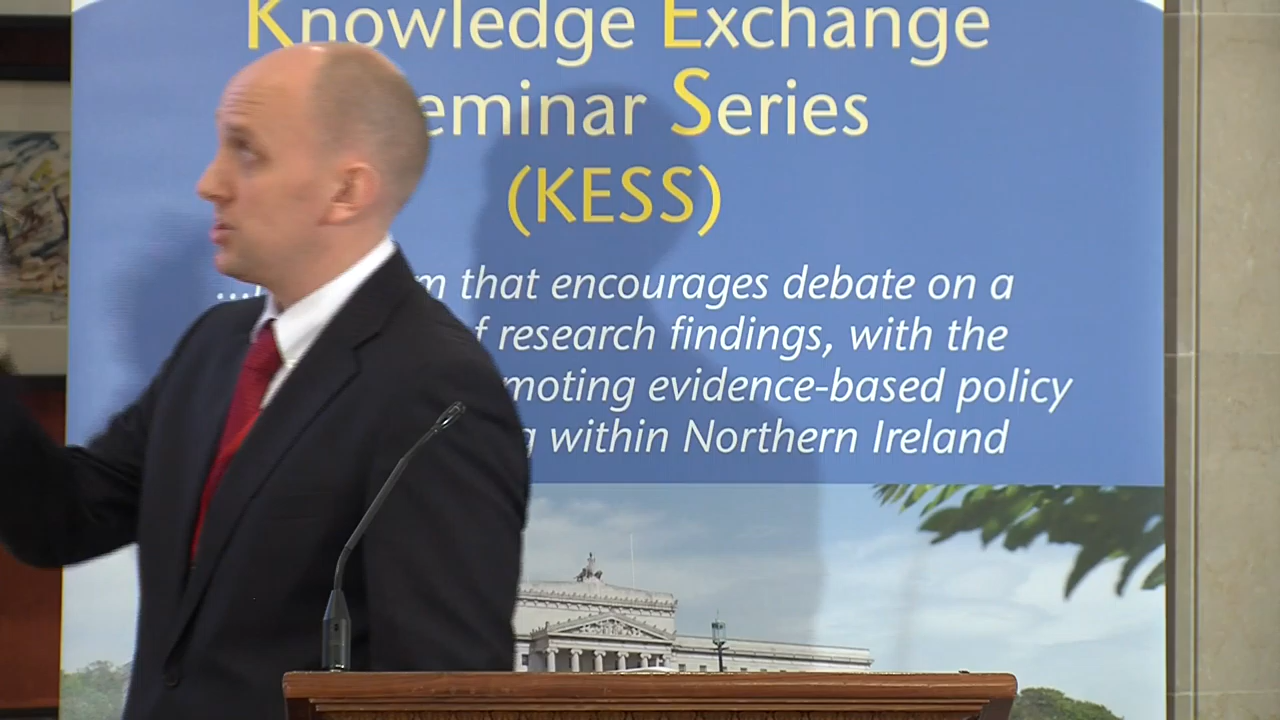 Knowledge Exchange
eminar Series
(KESS)
... m that encourages debate on a
f research findings, with the
moting evidence-based policy
g within Northern Ireland